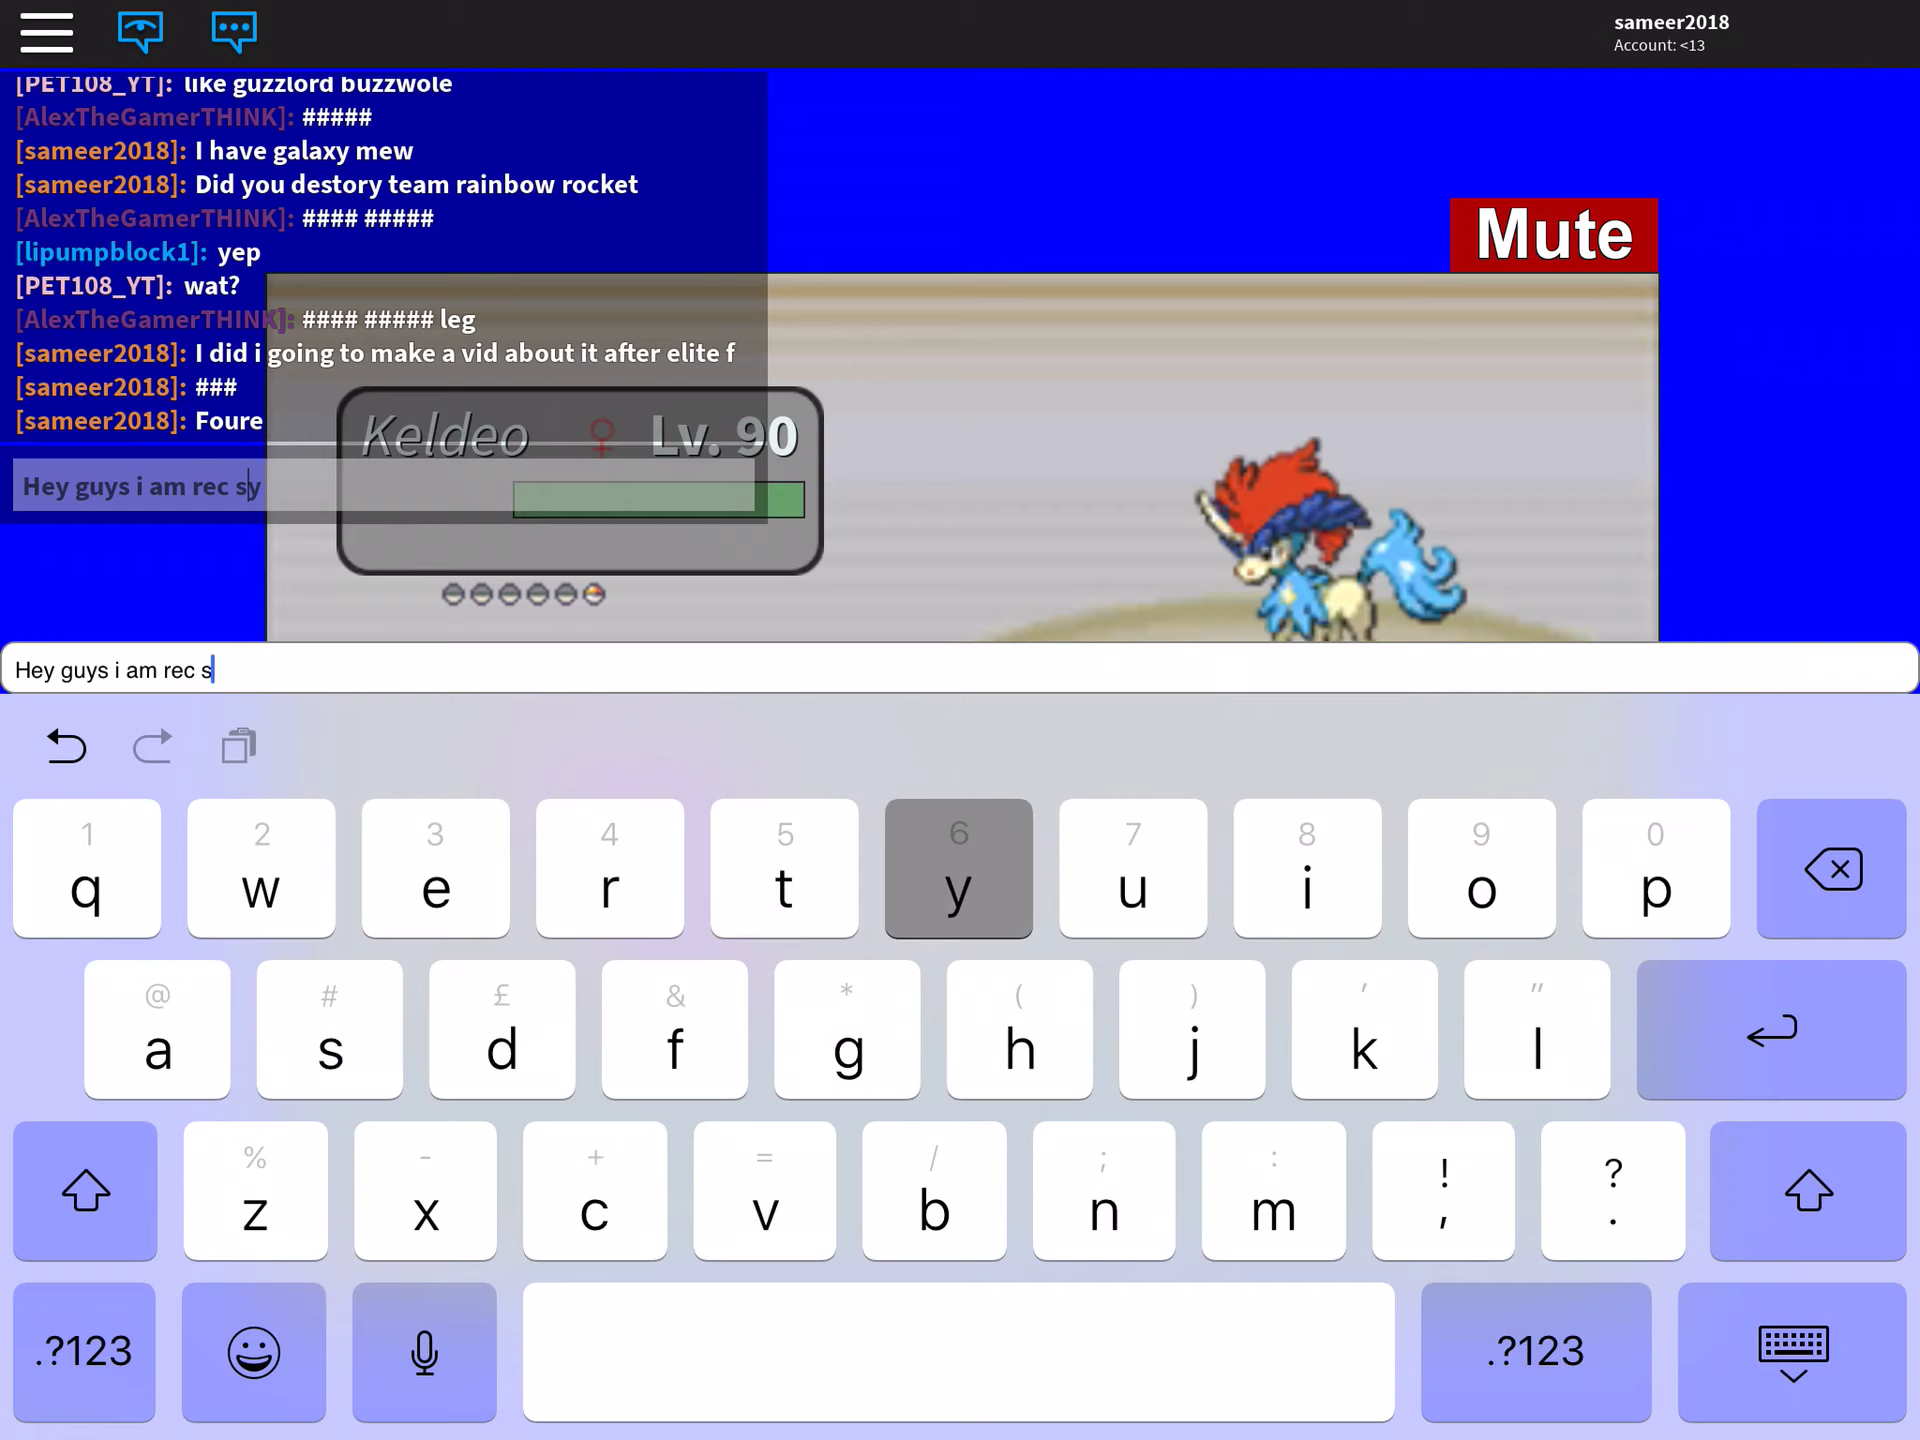 sameer2018
Account: <13
[PET108_YT]: like guzzlord buzzwole
[AlexTheGamerTHINK]: #####
[sameer2018]: I have galaxy mew
[sameer2018]: Did you destory team rainbow rocket
[AlexTheGamerTHINK]: #### #####
[lipumpblock1]: yep
[PET108_YT]: wat?
[AlexTheGamerTHINK]: #### ##### leg
[sameer2018]: I did i going to make a vid about it after elite f
[sameer2018]: ###
[sameer2018]: Foure
Mute
Keldeo ♀ Lv. 90
Hey guys i am rec sy
Hey guys i am rec s
1 2 3 4 5 6 7 8 9 0
q w e r t y u i o p
@ # £ & * ( ) ' "
a s d f g h j k l
% - + = / ; : ! ?
z x c v b n m , .
.?123 .?123